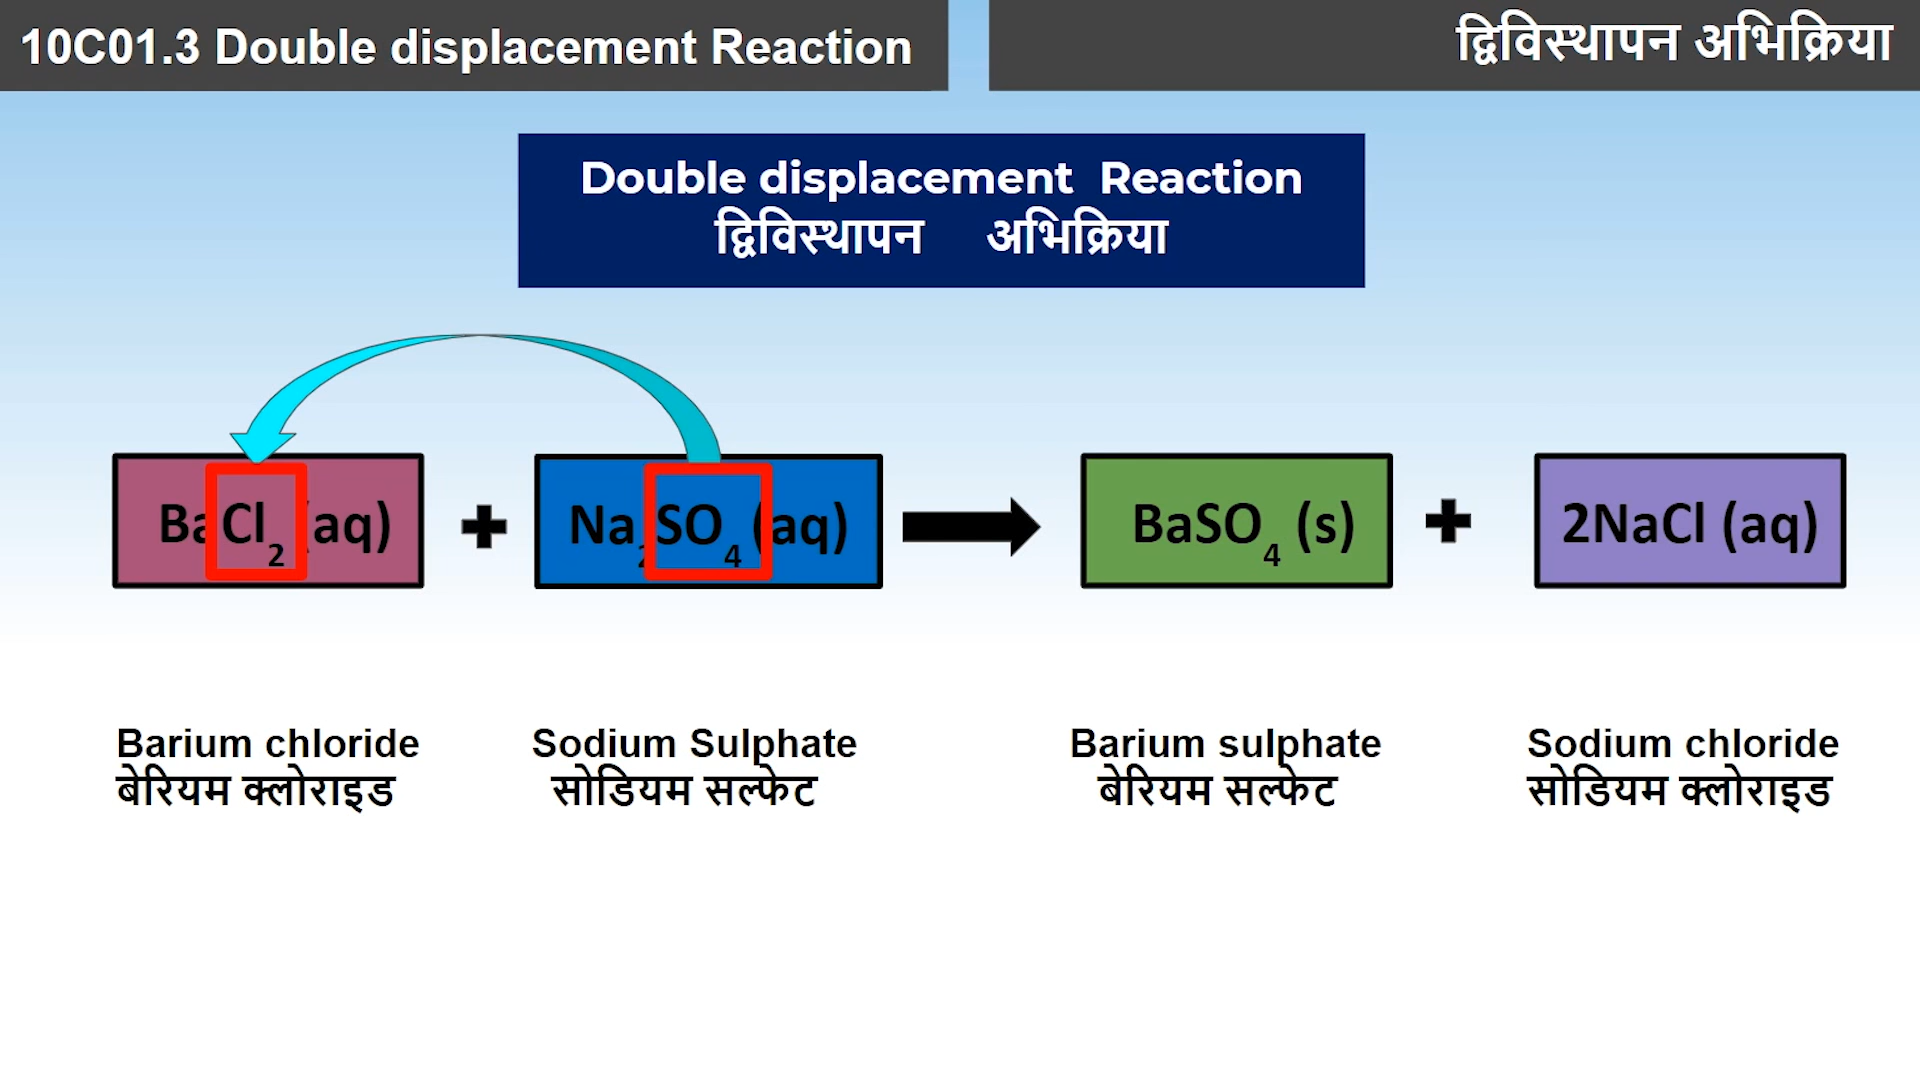 10C01.3 Double displacement Reaction
द्विविस्थापन अभिक्रिया
Double displacement Reaction
द्विविस्थापन अभिक्रिया
BaCl2 (aq) + Na2SO4 (aq) → BaSO4 (s) + 2NaCl (aq)
Barium chloride Sodium Sulphate Barium sulphate Sodium chloride
बेरियम क्लोराइड सोडियम सल्फेट बेरियम सल्फेट सोडियम क्लोराइड